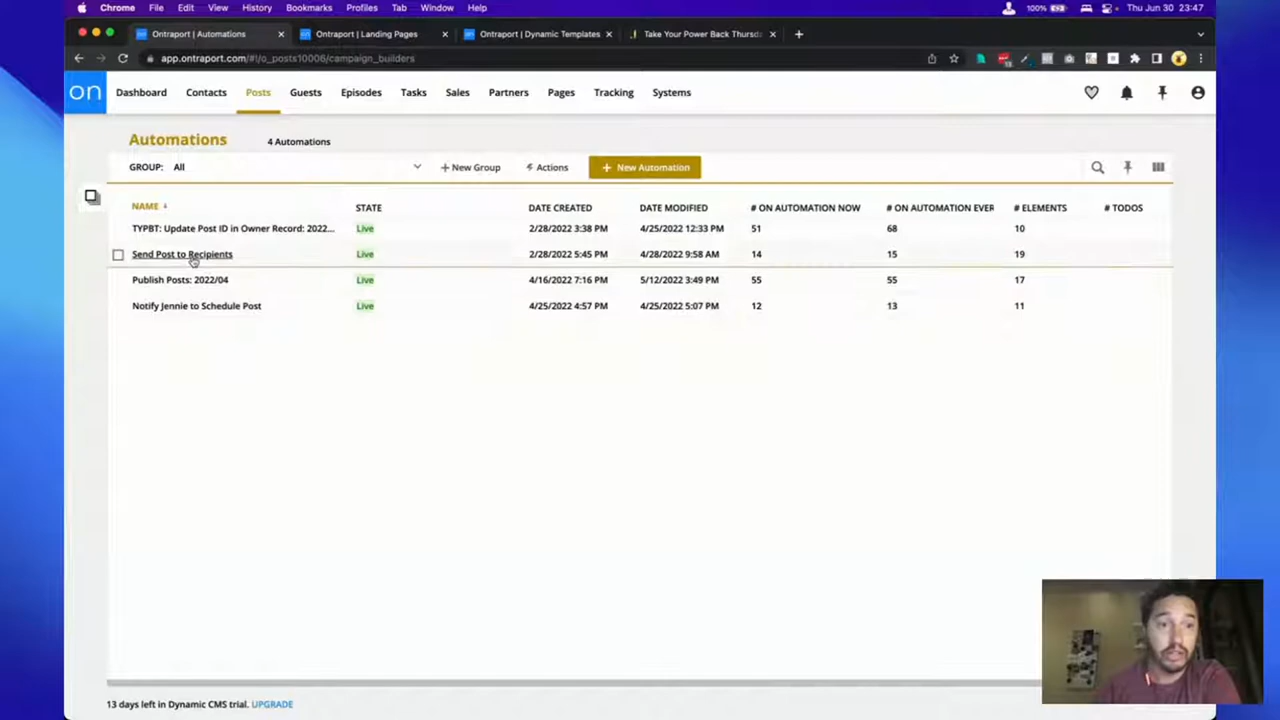 Chrome File Edit View History Bookmarks Profiles Tab Window Help 100% Thu Jun 30 23:47
Ontraport | Automations Ontraport | Landing Pages Ontraport | Dynamic Templates Take Your Power Back Thursd
app.ontraport.com/#!/o_posts10006/campaign_builders
on Dashboard Contacts Posts Guests Episodes Tasks Sales Partners Pages Tracking Systems
Automations 4 Automations
GROUP: All + New Group Actions + New Automation
NAME STATE DATE CREATED DATE MODIFIED # ON AUTOMATION NOW # ON AUTOMATION EVER # ELEMENTS # TODOS
TYPBT: Update Post ID in Owner Record: 2022... Live 2/28/2022 3:38 PM 4/25/2022 12:33 PM 51 68 10
Send Post to Recipients Live 2/28/2022 5:45 PM 4/28/2022 9:58 AM 14 15 19
Publish Posts: 2022/04 Live 4/16/2022 7:16 PM 5/12/2022 3:49 PM 55 55 17
Notify Jennie to Schedule Post Live 4/25/2022 4:57 PM 4/25/2022 5:07 PM 12 13 11
13 days left in Dynamic CMS trial. UPGRADE